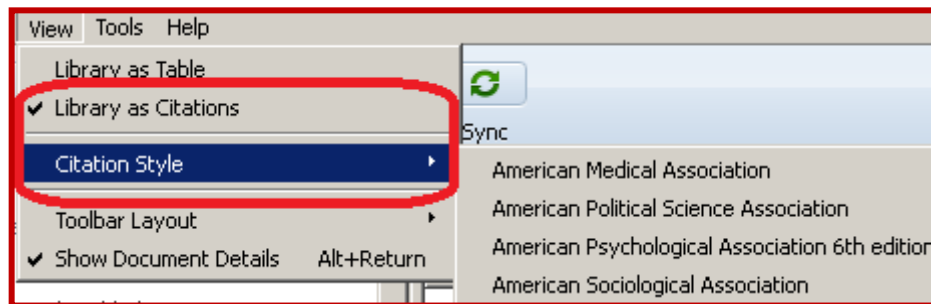 View Tools Help
Library as Table
Library as Citations
Sync
Citation Style
American Medical Association
American Political Science Association
Toolbar Layout
American Psychological Association 6th edition
Show Document Details Alt+Return
American Sociological Association